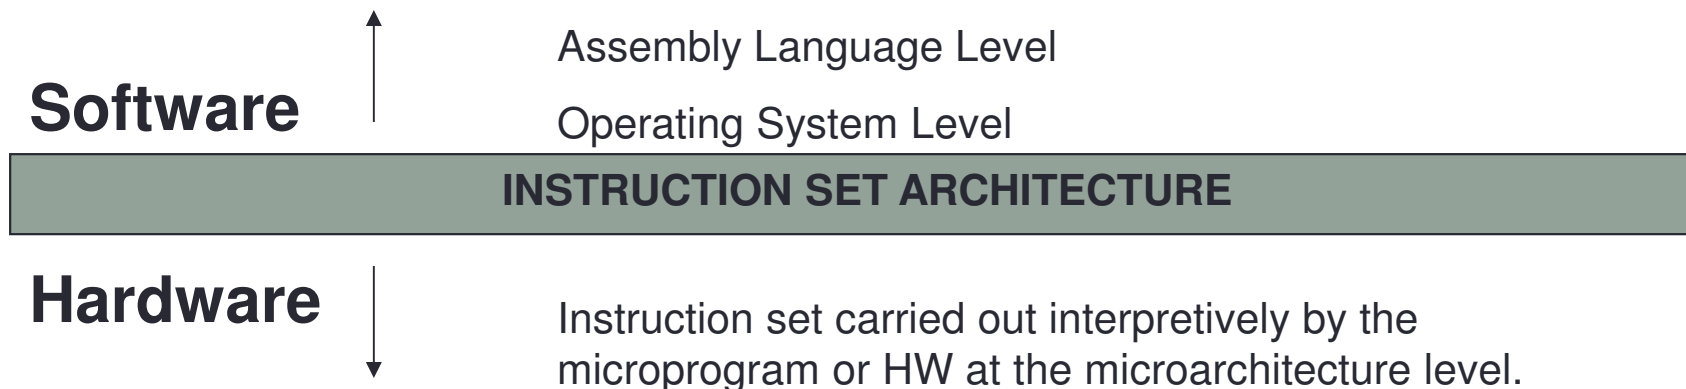 Assembly Language Level
Software
Operating System Level
INSTRUCTION SET ARCHITECTURE
Hardware
Instruction set carried out interpretively by the
microprogram or HW at the microarchitecture level.